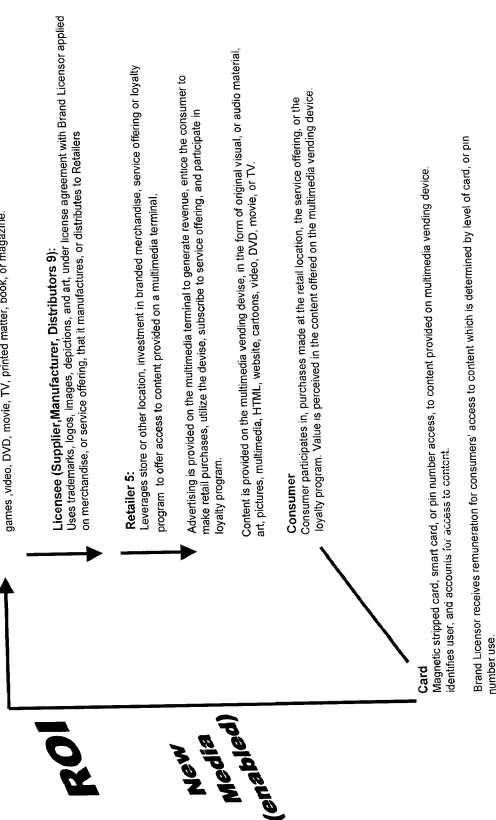 games ,video, DVD, movie, TV, printed matter, book, or magazine.
Licensee (Supplier,Manufacturer, Distributors 9):
Uses trademarks, logos, images, depictions, and art, under license agreement with Brand Licensor applied
on merchandise, or service offering, that it manufactures, or distributes to Retailers
Retailer 5:
Leverages store or other location, investment in branded merchandise, service offering or loyalty
program to offer access to content provided on a multimedia terminal.
Advertising is provided on the multimedia terminal to generate revenue, entice the consumer to
make retail purchases, utilize the devise, subscribe to service offering, and participate in
loyalty program.
Content is provided on the multimedia vending devise, in the form of original visual, or audio material,
art, pictures, multimedia, HTML, website, cartoons, video, DVD, movie, or TV.
Consumer
Consumer participates in, purchases made at the retail location, the service offering, or the
loyalty program. Value is perceived in the content offered on the multimedia vending device.
ROI
New
Media
(enabled)
Card
Magnetic stripped card, smart card, or pin number access, to content provided on multimedia vending device.
identifies user, and accounts for access to content.
Brand Licensor receives remuneration for consumers' access to content which is determined by level of card, or pin
number use.